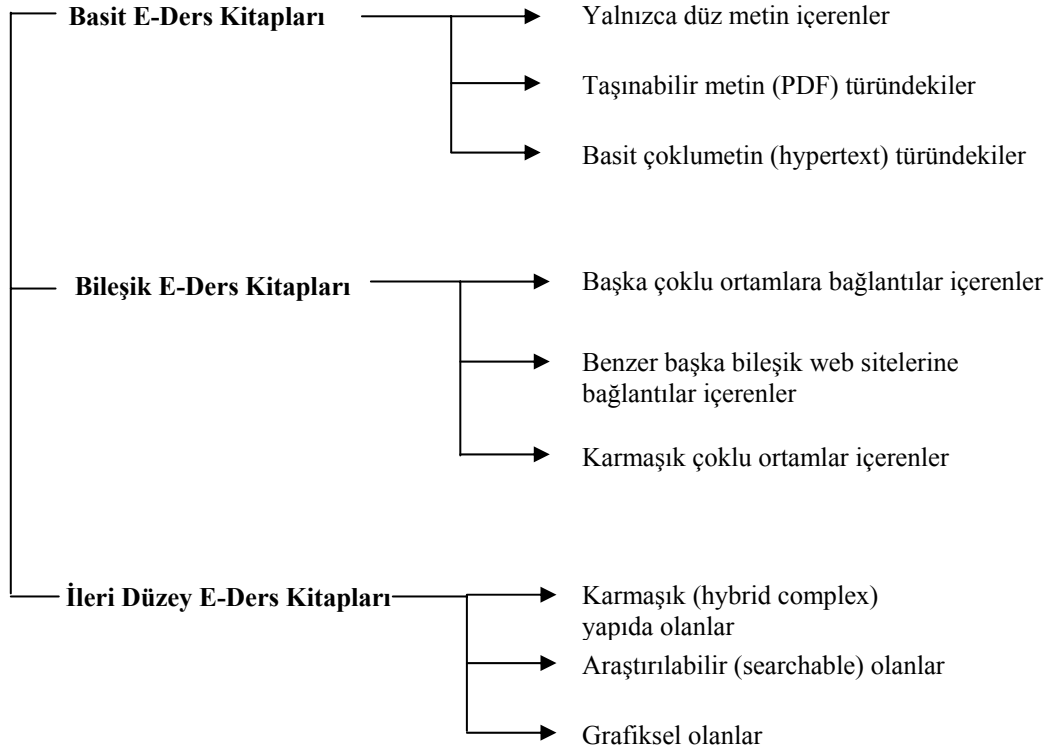 Basit E-Ders Kitapları
Yalnızca düz metin içerenler
Taşınabilir metin (PDF) türündekiler
Basit çoklumetin (hypertext) türündekiler
Bileşik E-Ders Kitapları
Başka çoklu ortamlara bağlantılar içerenler
Benzer başka bileşik web sitelerine
bağlantılar içerenler
Karmaşık çoklu ortamlar içerenler
İleri Düzey E-Ders Kitapları
Karmaşık (hybrid complex)
yapıda olanlar
Araştırılabilir (searchable) olanlar
Grafiksel olanlar